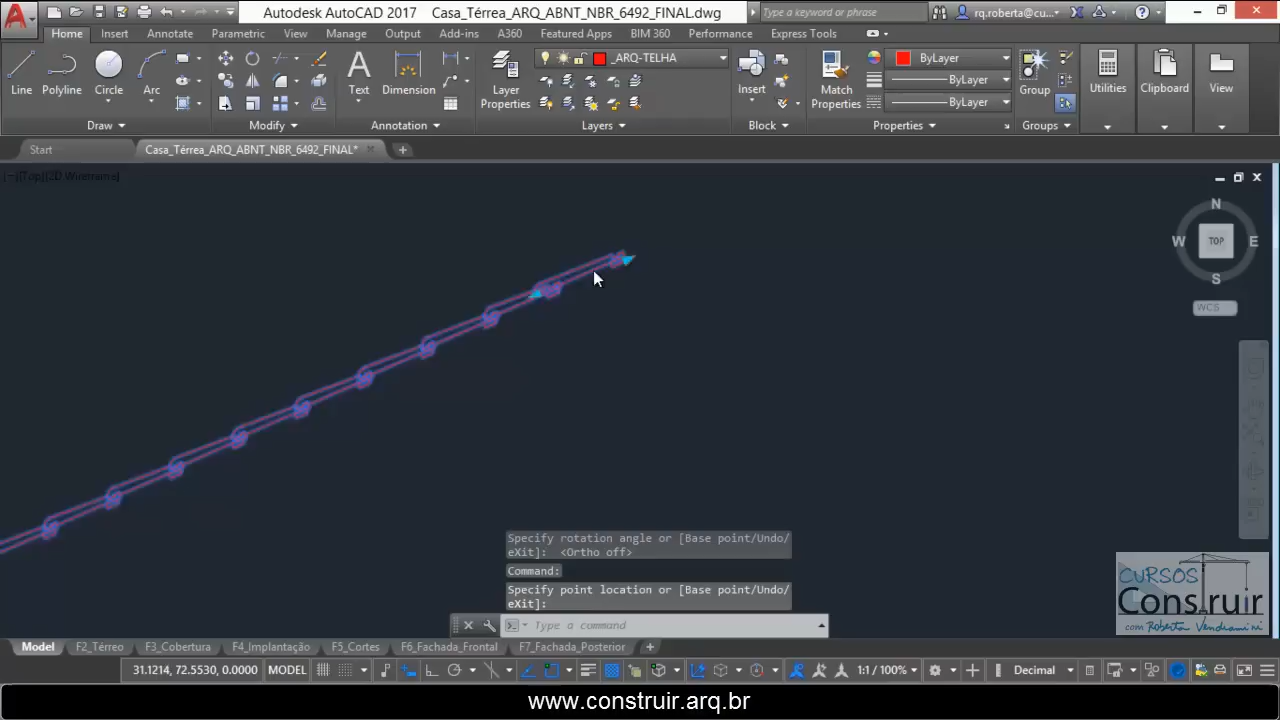 Autodesk AutoCAD 2017 Casa_Térrea_ARQ_ABNT_NBR_6492_FINAL.dwg
Type a keyword or phrase
rq.roberta@cu...
Home Insert Annotate Parametric View Manage Output Add-ins A360 Featured Apps BIM 360 Performance Express Tools
_ARQ-TELHA
ByLayer
ByLayer
ByLayer
Line Polyline Circle Arc
Text Dimension
Layer Properties
Insert
Match Properties
Group
Utilities
Clipboard
View
Draw Modify Annotation Layers Block Properties Groups
Start Casa_Térrea_ARQ_ABNT_NBR_6492_FINAL*
[−][Top][2D Wireframe]
N
W TOP E
S
WCS
Specify rotation angle or [Base point/Undo/
eXit]: <Ortho off>
Command:
Specify point location or [Base point/Undo/
eXit]:
Type a command
CURSOS
Construir
com Roberta Vendramini
Model F2_Térreo F3_Cobertura F4_Implantação F5_Cortes F6_Fachada_Frontal F7_Fachada_Posterior
31.1214, 72.5530, 0.0000 MODEL 1:1 / 100% Decimal
www.construir.arq.br